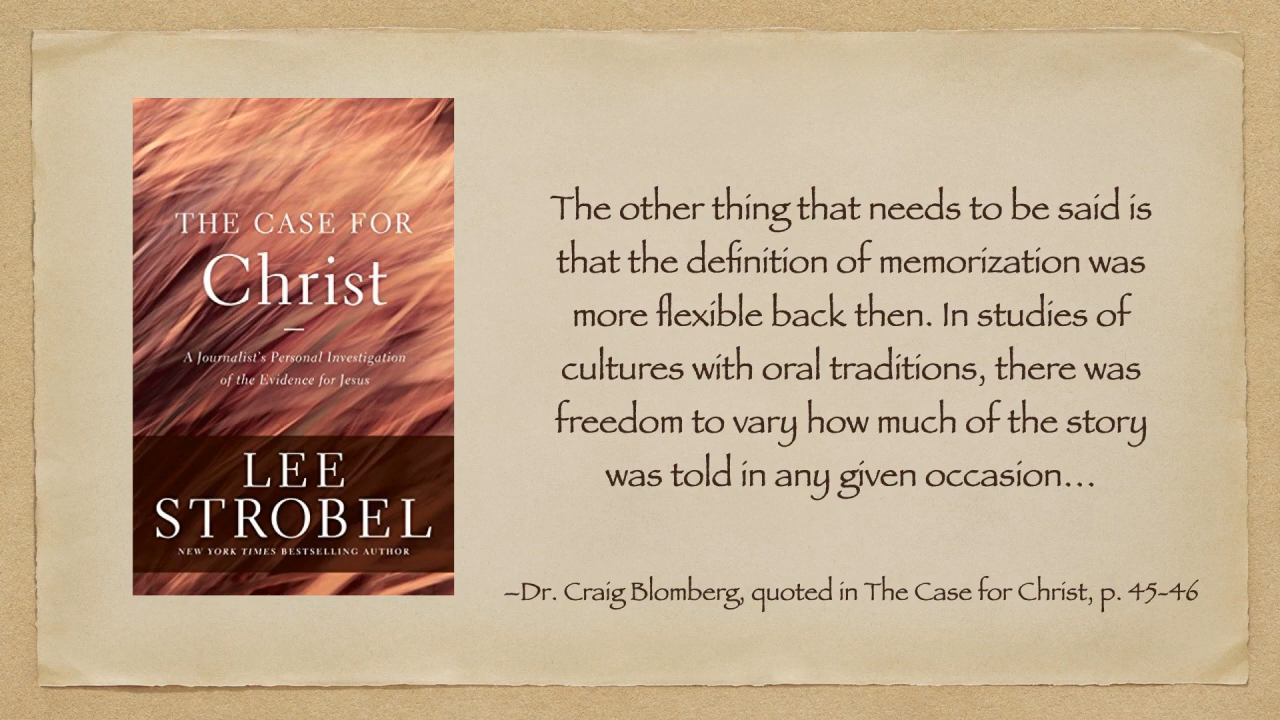 THE CASE FOR
Christ
–
A Journalist's Personal Investigation
of the Evidence for Jesus
LEE
STROBEL
NEW YORK TIMES BESTSELLING AUTHOR
The other thing that needs to be said is
that the definition of memorization was
more flexible back then. In studies of
cultures with oral traditions, there was
freedom to vary how much of the story
was told in any given occasion…
–Dr. Craig Blomberg, quoted in The Case for Christ, p. 45-46